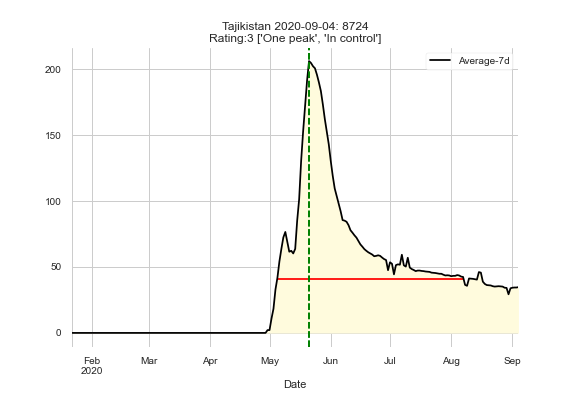 Tajikistan 2020-09-04: 8724
Rating:3 ['One peak', 'In control']
Average-7d
200
150
100
50
0
Feb Mar Apr May Jun Jul Aug Sep
2020
Date